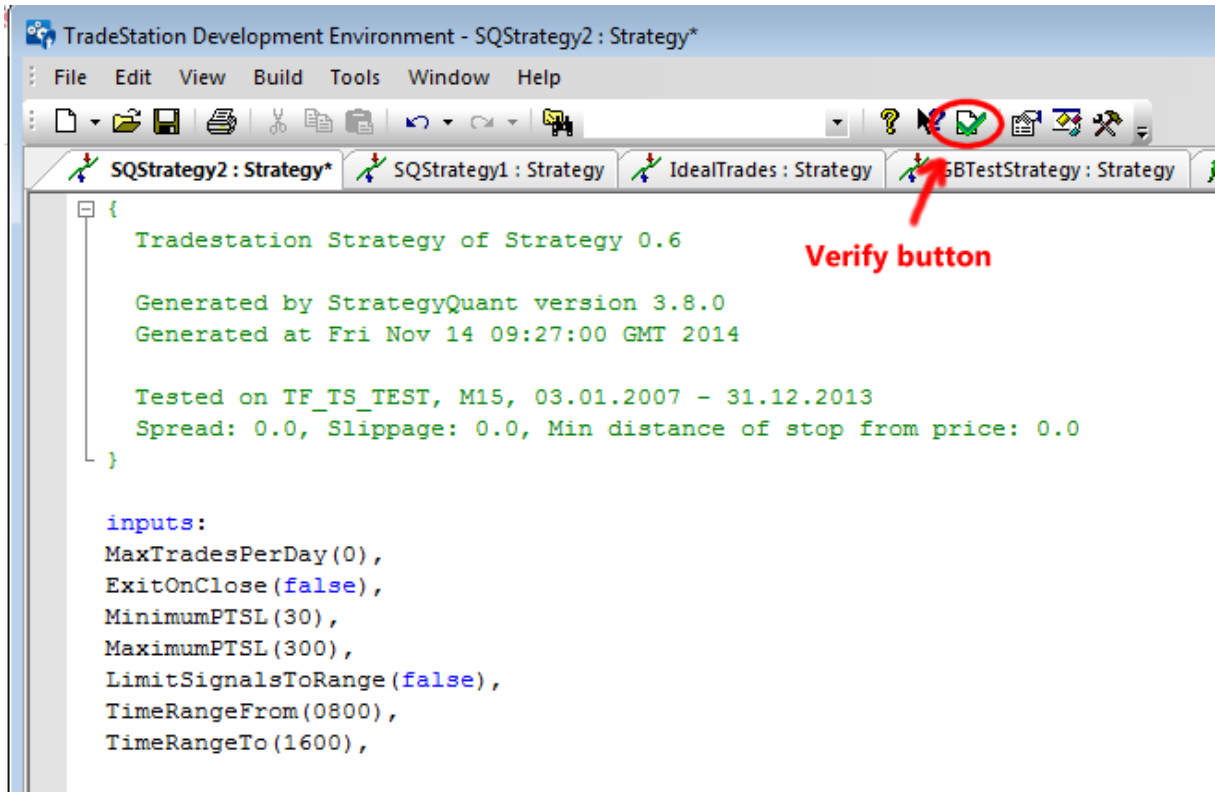 TradeStation Development Environment - SQStrategy2 : Strategy*
File Edit View Build Tools Window Help
SQStrategy2 : Strategy* SQStrategy1 : Strategy IdealTrades : Strategy GBTestStrategy : Strategy
{
Tradestation Strategy of Strategy 0.6
Verify button
Generated by StrategyQuant version 3.8.0
Generated at Fri Nov 14 09:27:00 GMT 2014
Tested on TF_TS_TEST, M15, 03.01.2007 - 31.12.2013
Spread: 0.0, Slippage: 0.0, Min distance of stop from price: 0.0
}
inputs:
MaxTradesPerDay(0),
ExitOnClose(false),
MinimumPTSL(30),
MaximumPTSL(300),
LimitSignalsToRange(false),
TimeRangeFrom(0800),
TimeRangeTo(1600),